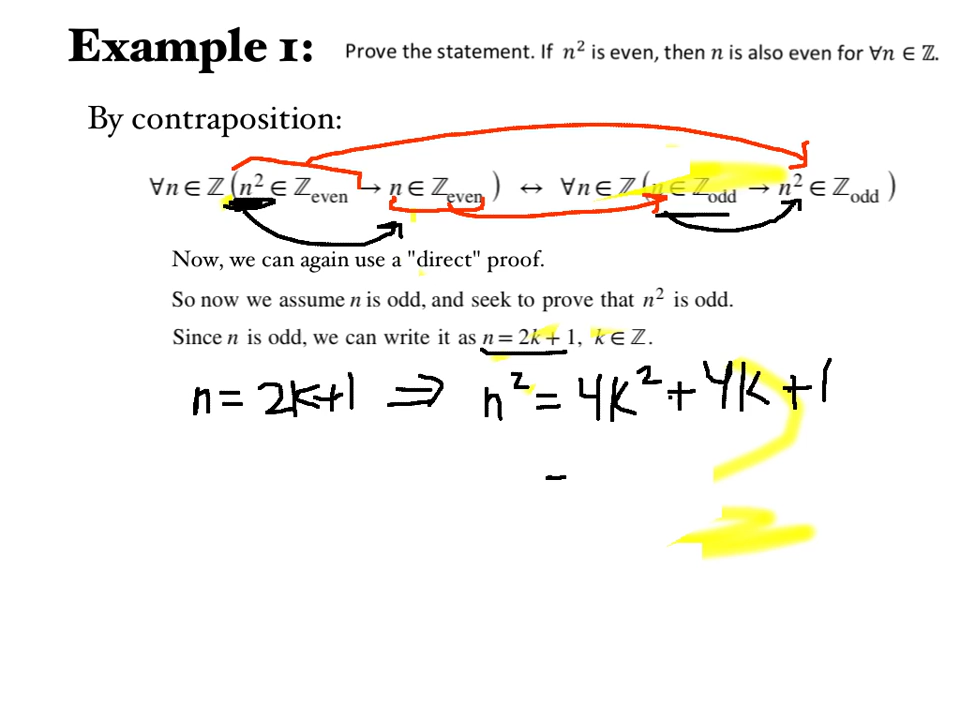 Example 1: Prove the statement. If n² is even, then n is also even for ∀n ∈ ℤ.
By contraposition:
∀n ∈ ℤ (n² ∈ ℤeven → n ∈ ℤeven) ↔ ∀n ∈ ℤ (n ∈ ℤodd → n² ∈ ℤodd)
Now, we can again use a "direct" proof.
So now we assume n is odd, and seek to prove that n² is odd.
Since n is odd, we can write it as n = 2k + 1, k ∈ ℤ.
n = 2k+1 ⇒ n² = 4k² + 4k + 1